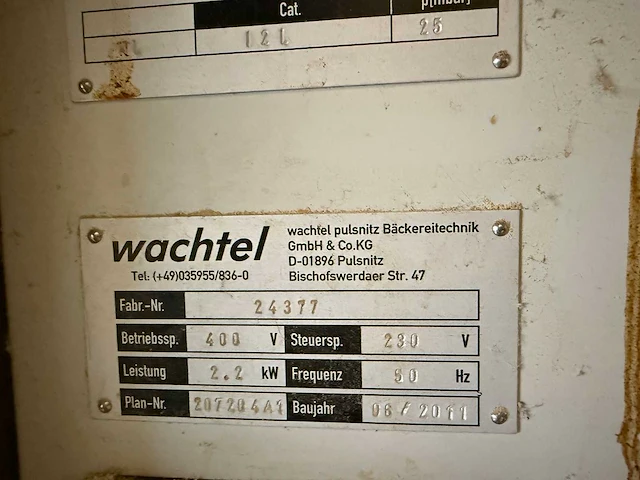 Cat.
p[mbar]
NL 12L 25
wachtel
Tel: (+49)035955/836-0
wachtel pulsnitz Bäckereitechnik
GmbH & Co.KG
D-01896 Pulsnitz
Bischofswerdaer Str. 47
Fabr.-Nr. 24377
Betriebssp. 400 V Steuersp. 230 V
Leistung 2.2 kW Frequenz 50 Hz
Plan-Nr. 207204A1 Baujahr 06/2011